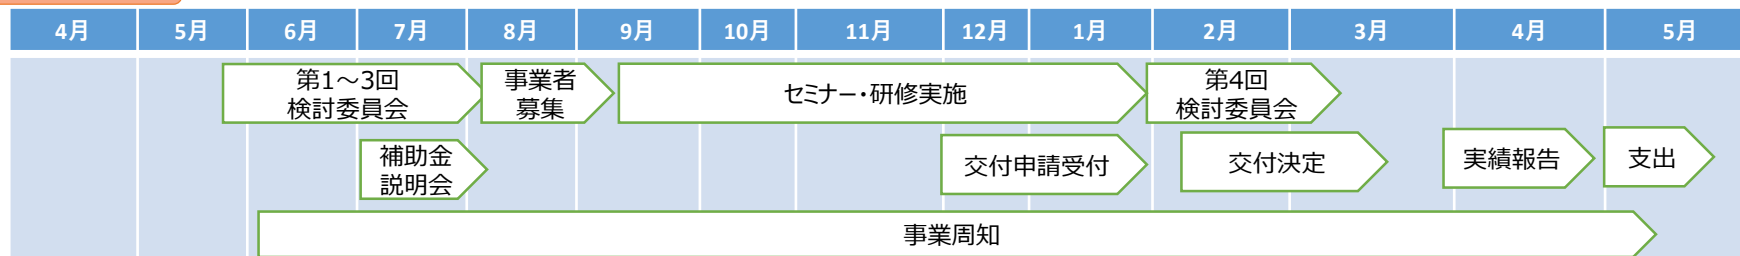 4月 5月 6月 7月 8月 9月 10月 11月 12月 1月 2月 3月 4月 5月
第1～3回
検討委員会
事業者
募集
セミナー・研修実施
第4回
検討委員会
補助金
説明会
交付申請受付
交付決定
実績報告
支出
事業周知